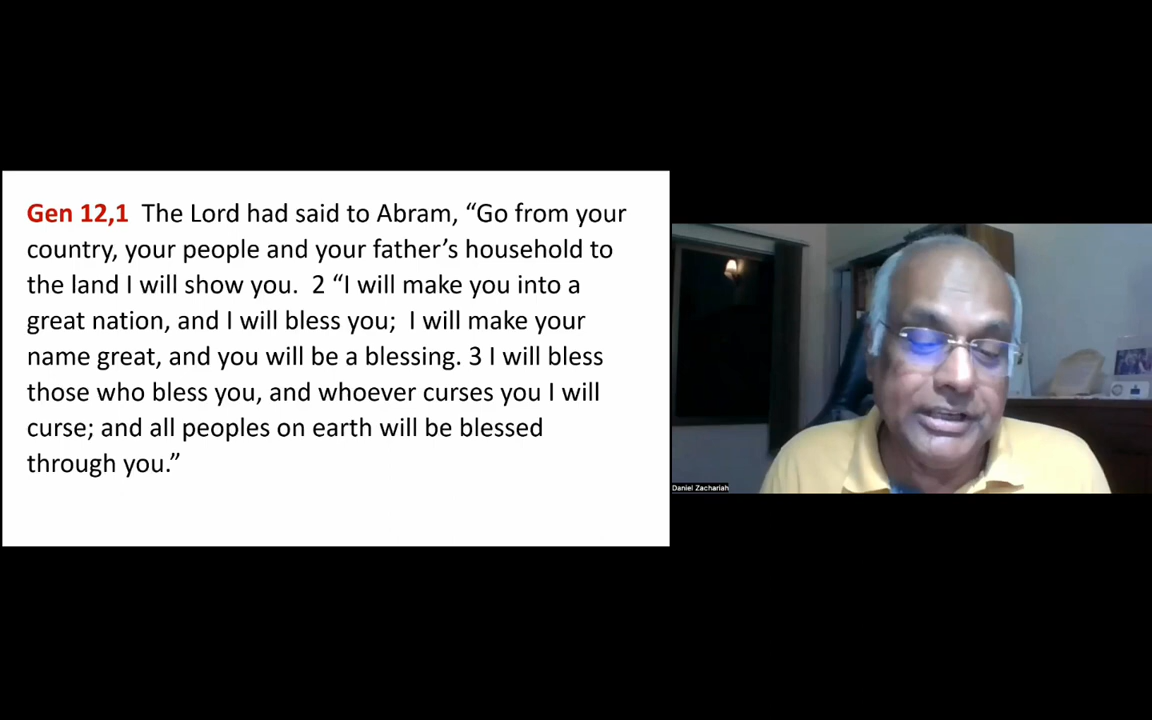 Gen 12,1 The Lord had said to Abram, “Go from your
country, your people and your father’s household to
the land I will show you. 2 “I will make you into a
great nation, and I will bless you; I will make your
name great, and you will be a blessing. 3 I will bless
those who bless you, and whoever curses you I will
curse; and all peoples on earth will be blessed
through you.”
Daniel Zachariah